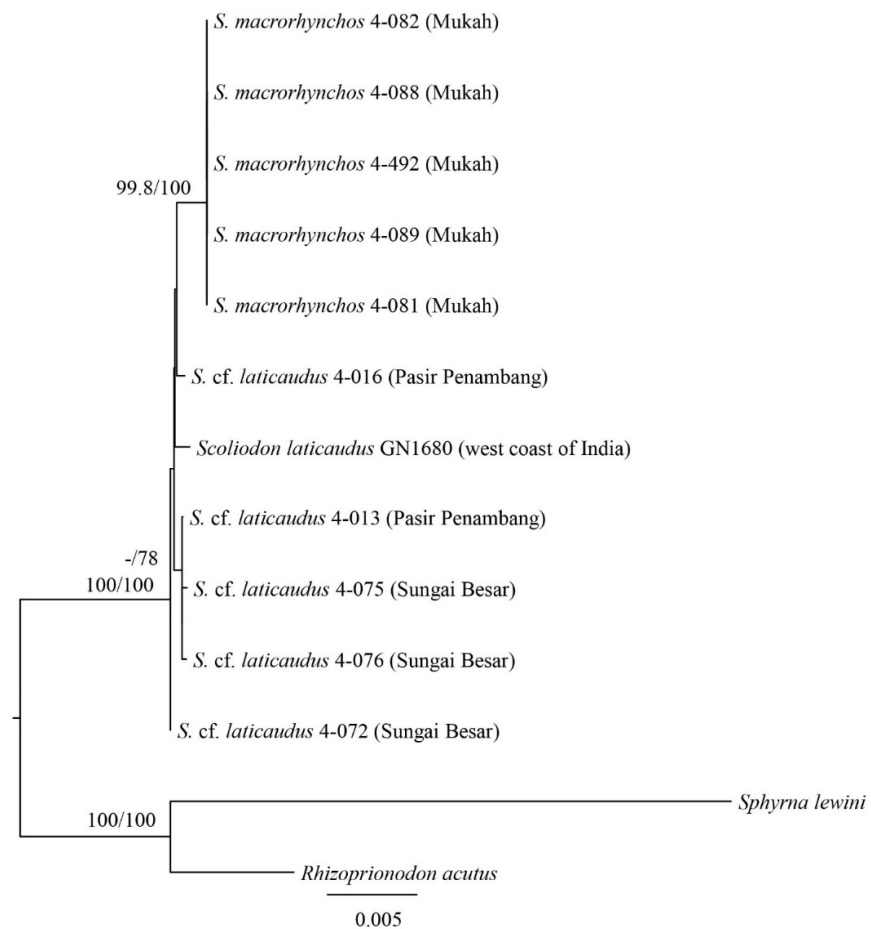 S. macrorhynchos 4-082 (Mukah)
S. macrorhynchos 4-088 (Mukah)
S. macrorhynchos 4-492 (Mukah)
99.8/100
S. macrorhynchos 4-089 (Mukah)
S. macrorhynchos 4-081 (Mukah)
S. cf. laticaudus 4-016 (Pasir Penambang)
Scoliodon laticaudus GN1680 (west coast of India)
S. cf. laticaudus 4-013 (Pasir Penambang)
-/78
100/100
S. cf. laticaudus 4-075 (Sungai Besar)
S. cf. laticaudus 4-076 (Sungai Besar)
S. cf. laticaudus 4-072 (Sungai Besar)
Sphyrna lewini
100/100
Rhizoprionodon acutus
0.005